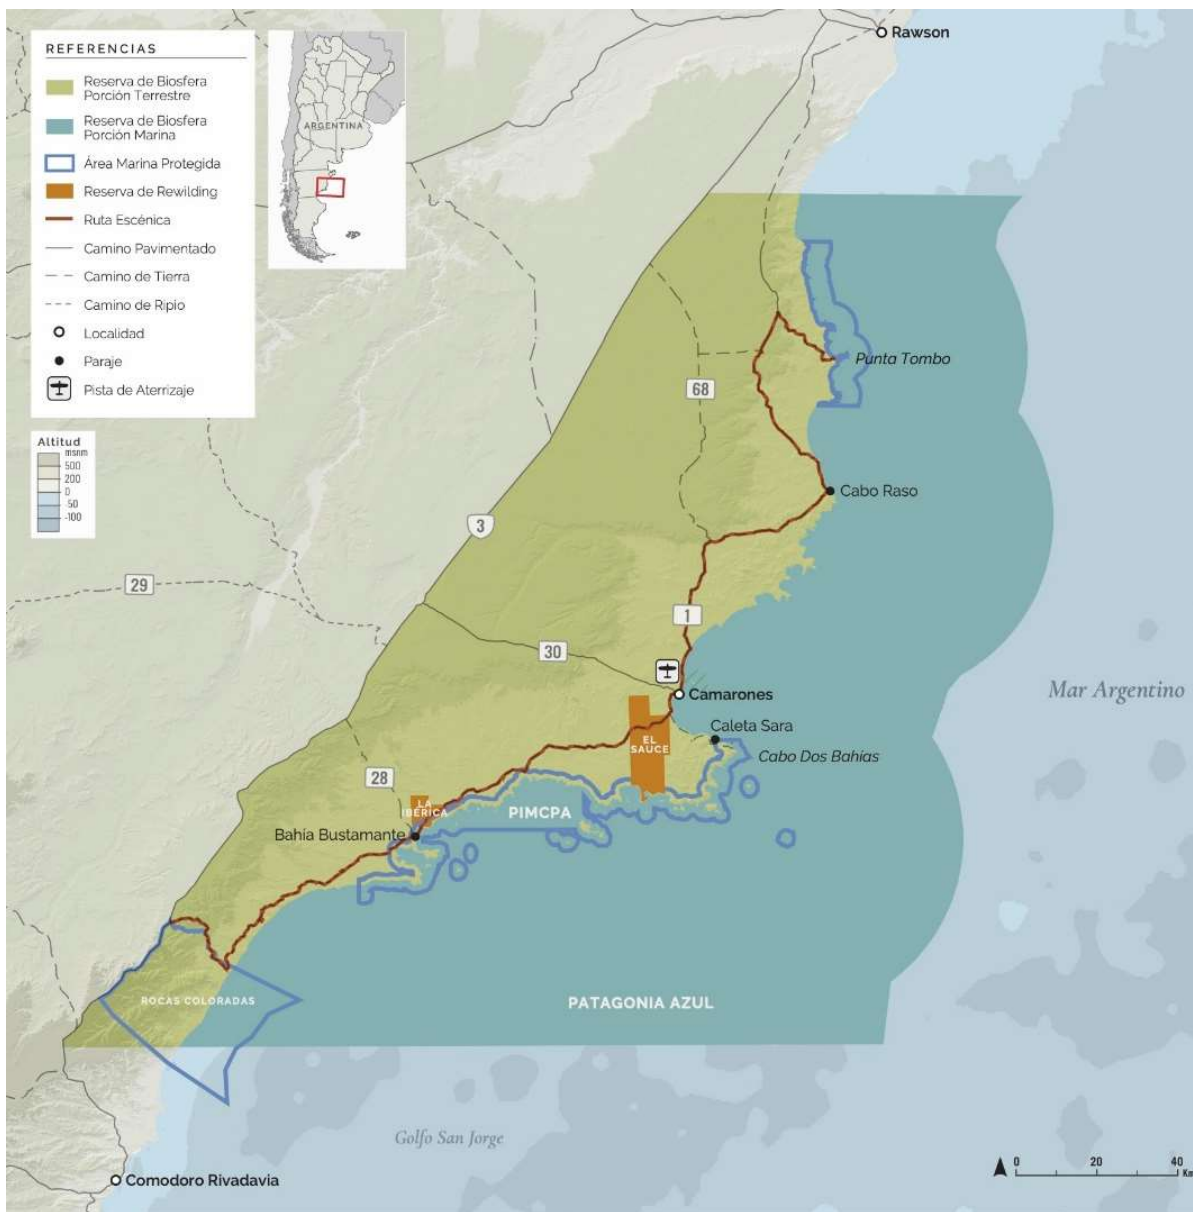 REFERENCIAS
Reserva de Biosfera
Porción Terrestre
Reserva de Biosfera
Porción Marina
Área Marina Protegida
Reserva de Rewilding
Ruta Escénica
Camino Pavimentado
Camino de Tierra
Camino de Ripio
Localidad
Paraje
Pista de Aterrizaje
Altitud
msnm
500
200
0
-50
-100
ARGENTINA
Rawson
Punta Tombo
68
Cabo Raso
3
29
1
30
Camarones
Mar Argentino
Caleta Sara
EL
SAUCE
Cabo Dos Bahías
28
LA
IBÉRICA
PIMCPA
Bahía Bustamante
ROCAS COLORADAS
PATAGONIA AZUL
Golfo San Jorge
Comodoro Rivadavia
0 20 40
Km